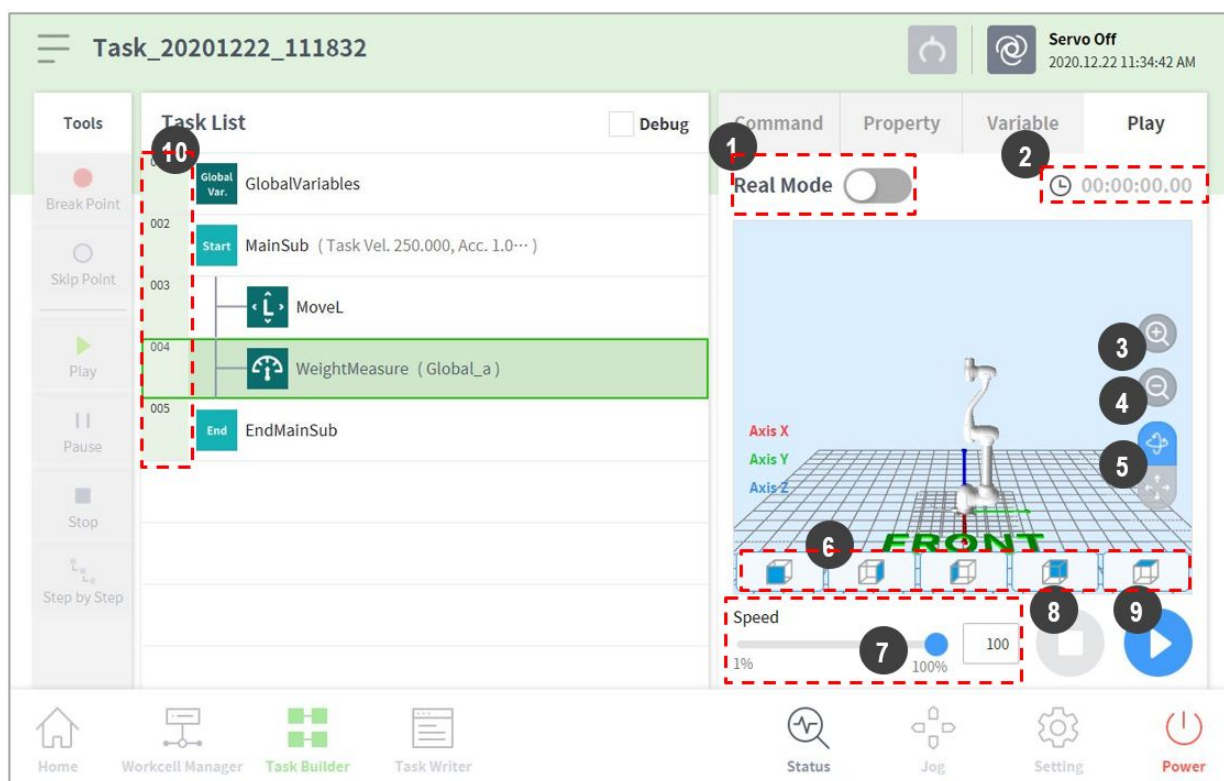 Task_20201222_111832
Servo Off
2020.12.22 11:34:42 AM
Tools
Task List
Debug
Command
Property
Variable
Play
10
1
2
Global
Var.
GlobalVariables
Real Mode
00:00:00.00
Break Point
002
Start
MainSub ( Task Vel. 250.000, Acc. 1.0⋯ )
Skip Point
003
L
MoveL
3
004
WeightMeasure ( Global_a )
Play
4
005
End
EndMainSub
Pause
Axis X
Axis Y
Axis Z
5
Stop
FRONT
6
Step by Step
Speed
8
9
7
100
1%
100%
Home
Workcell Manager
Task Builder
Task Writer
Status
Jog
Setting
Power